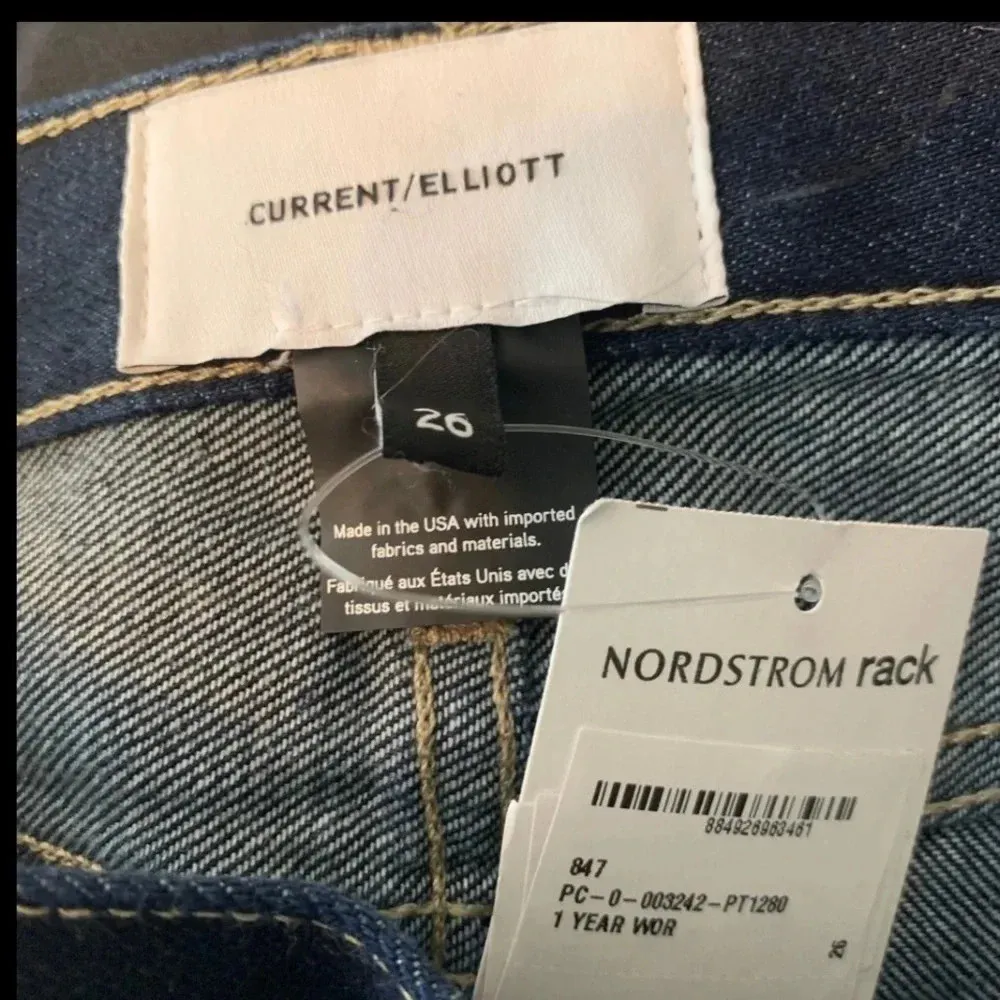 CURRENT/ELLIOTT
26
Made in the USA with imported
fabrics and materials.
Fabriqué aux États Unis avec d
tissus et matériaux importé
NORDSTROM rack
884926963461
847
PC-0-003242-PT1280
1 YEAR WOR
26